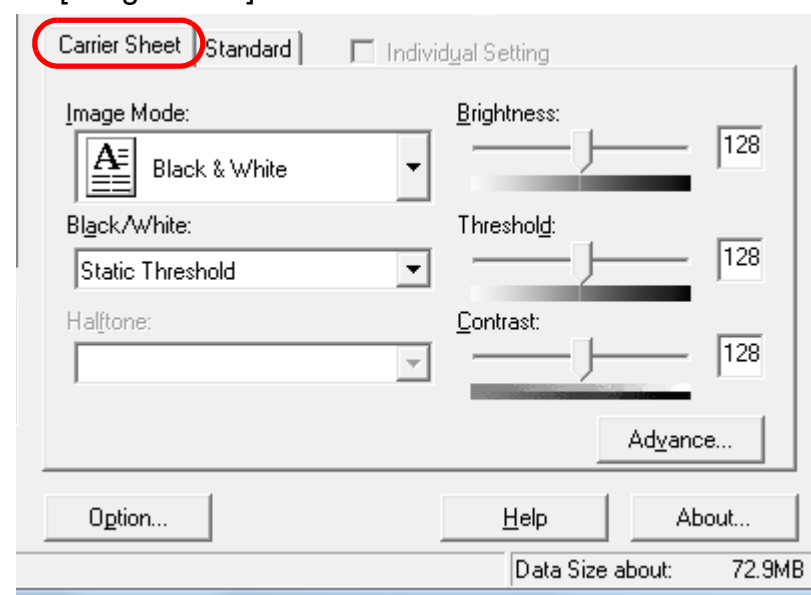 Carrier Sheet Standard Individual Setting
Image Mode: Brightness:
Black & White 128
Black/White: Threshold:
Static Threshold 128
Halftone: Contrast:
128
Advance...
Option... Help About...
Data Size about: 72.9MB